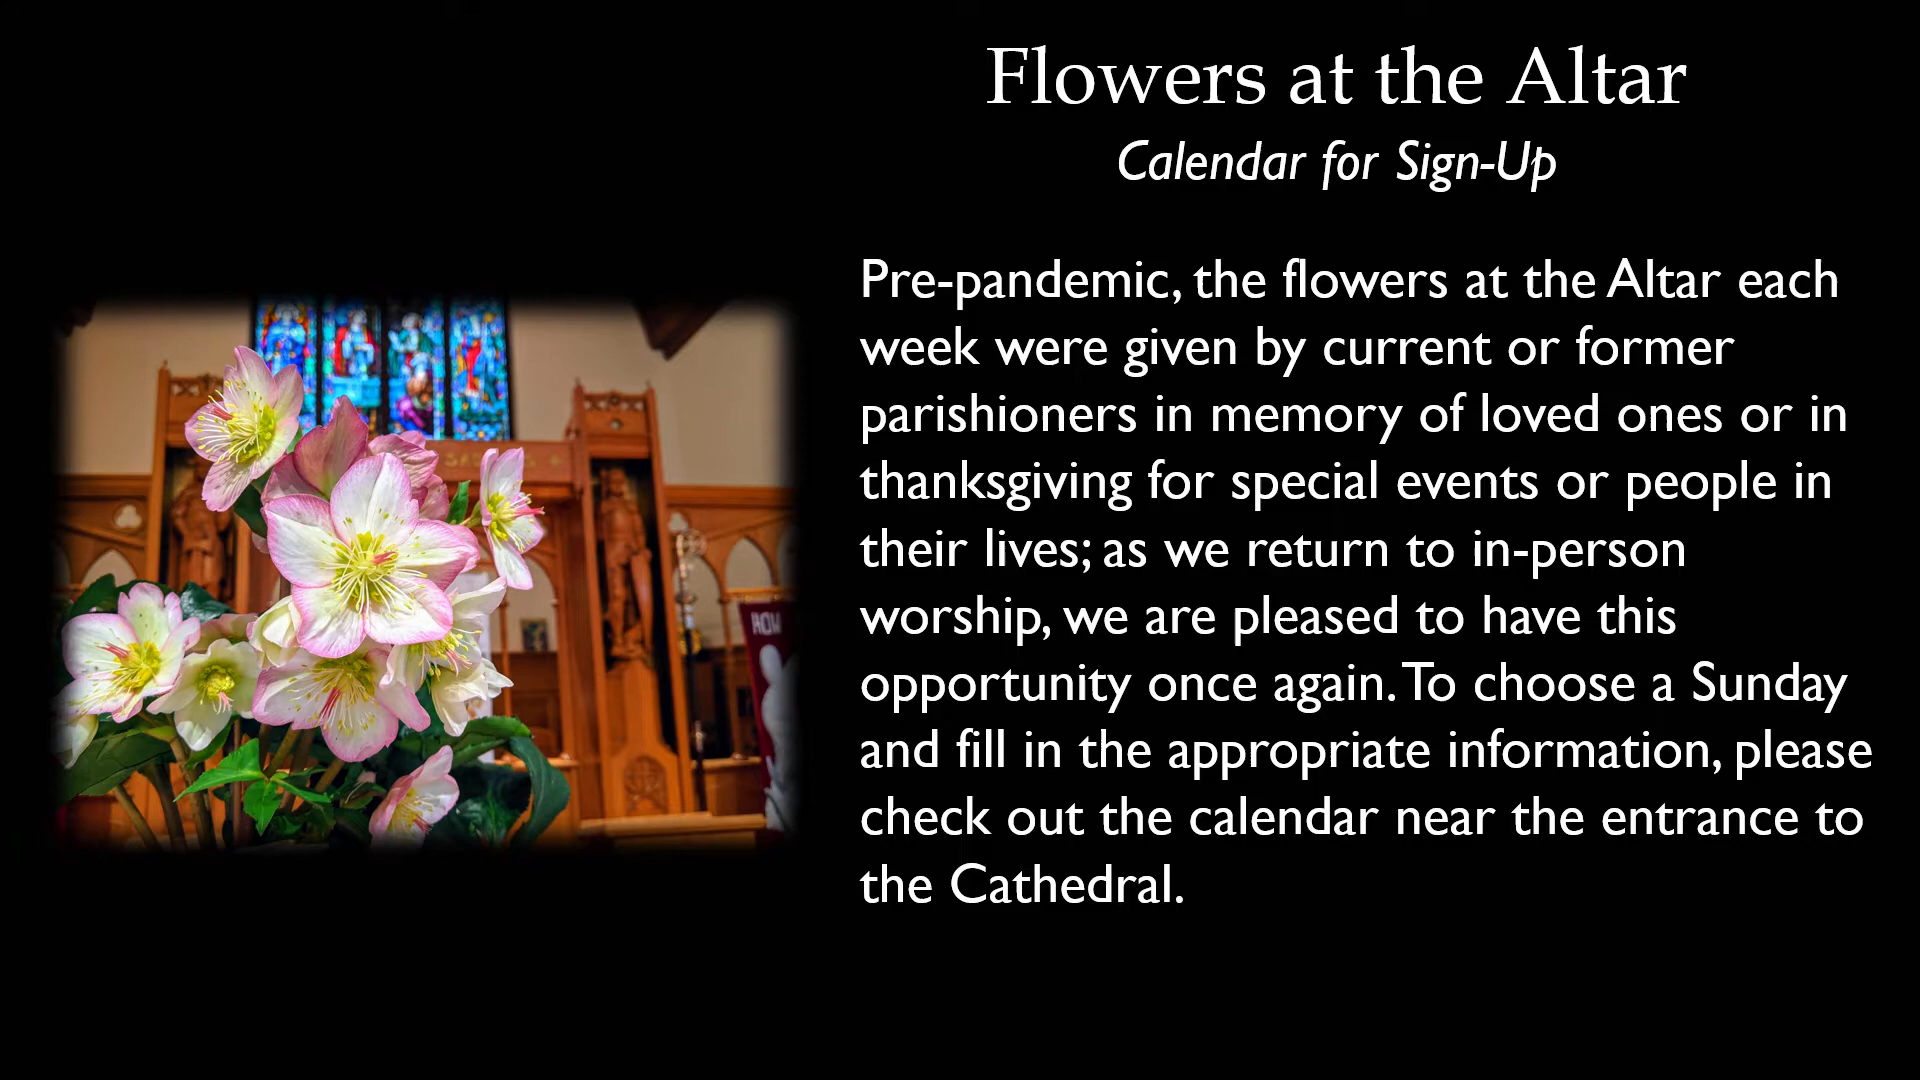 Flowers at the Altar
Calendar for Sign-Up
Pre-pandemic, the flowers at the Altar each
week were given by current or former
parishioners in memory of loved ones or in
thanksgiving for special events or people in
their lives; as we return to in-person
worship, we are pleased to have this
opportunity once again. To choose a Sunday
and fill in the appropriate information, please
check out the calendar near the entrance to
the Cathedral.
HOW